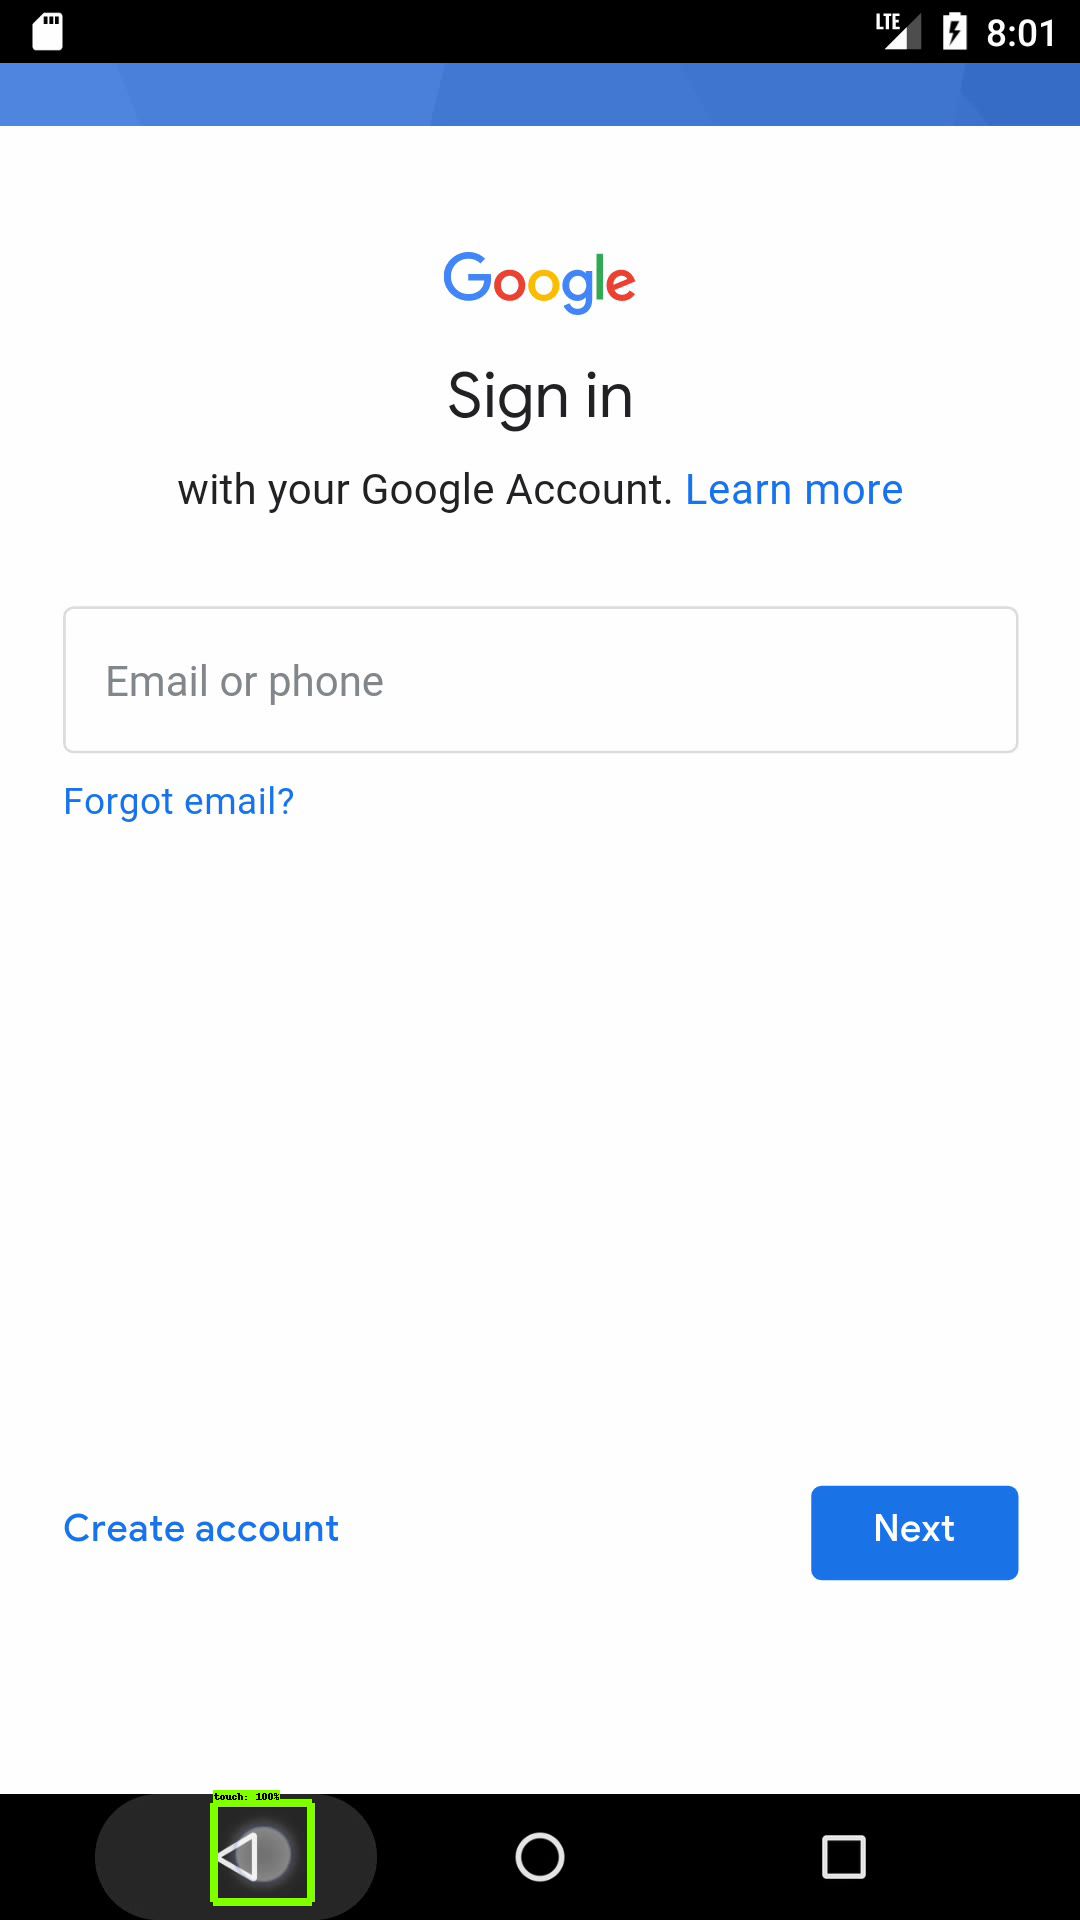 LTE 8:01
Google
Sign in
with your Google Account. Learn more
Email or phone
Forgot email?
Create account
Next
touch: 100%